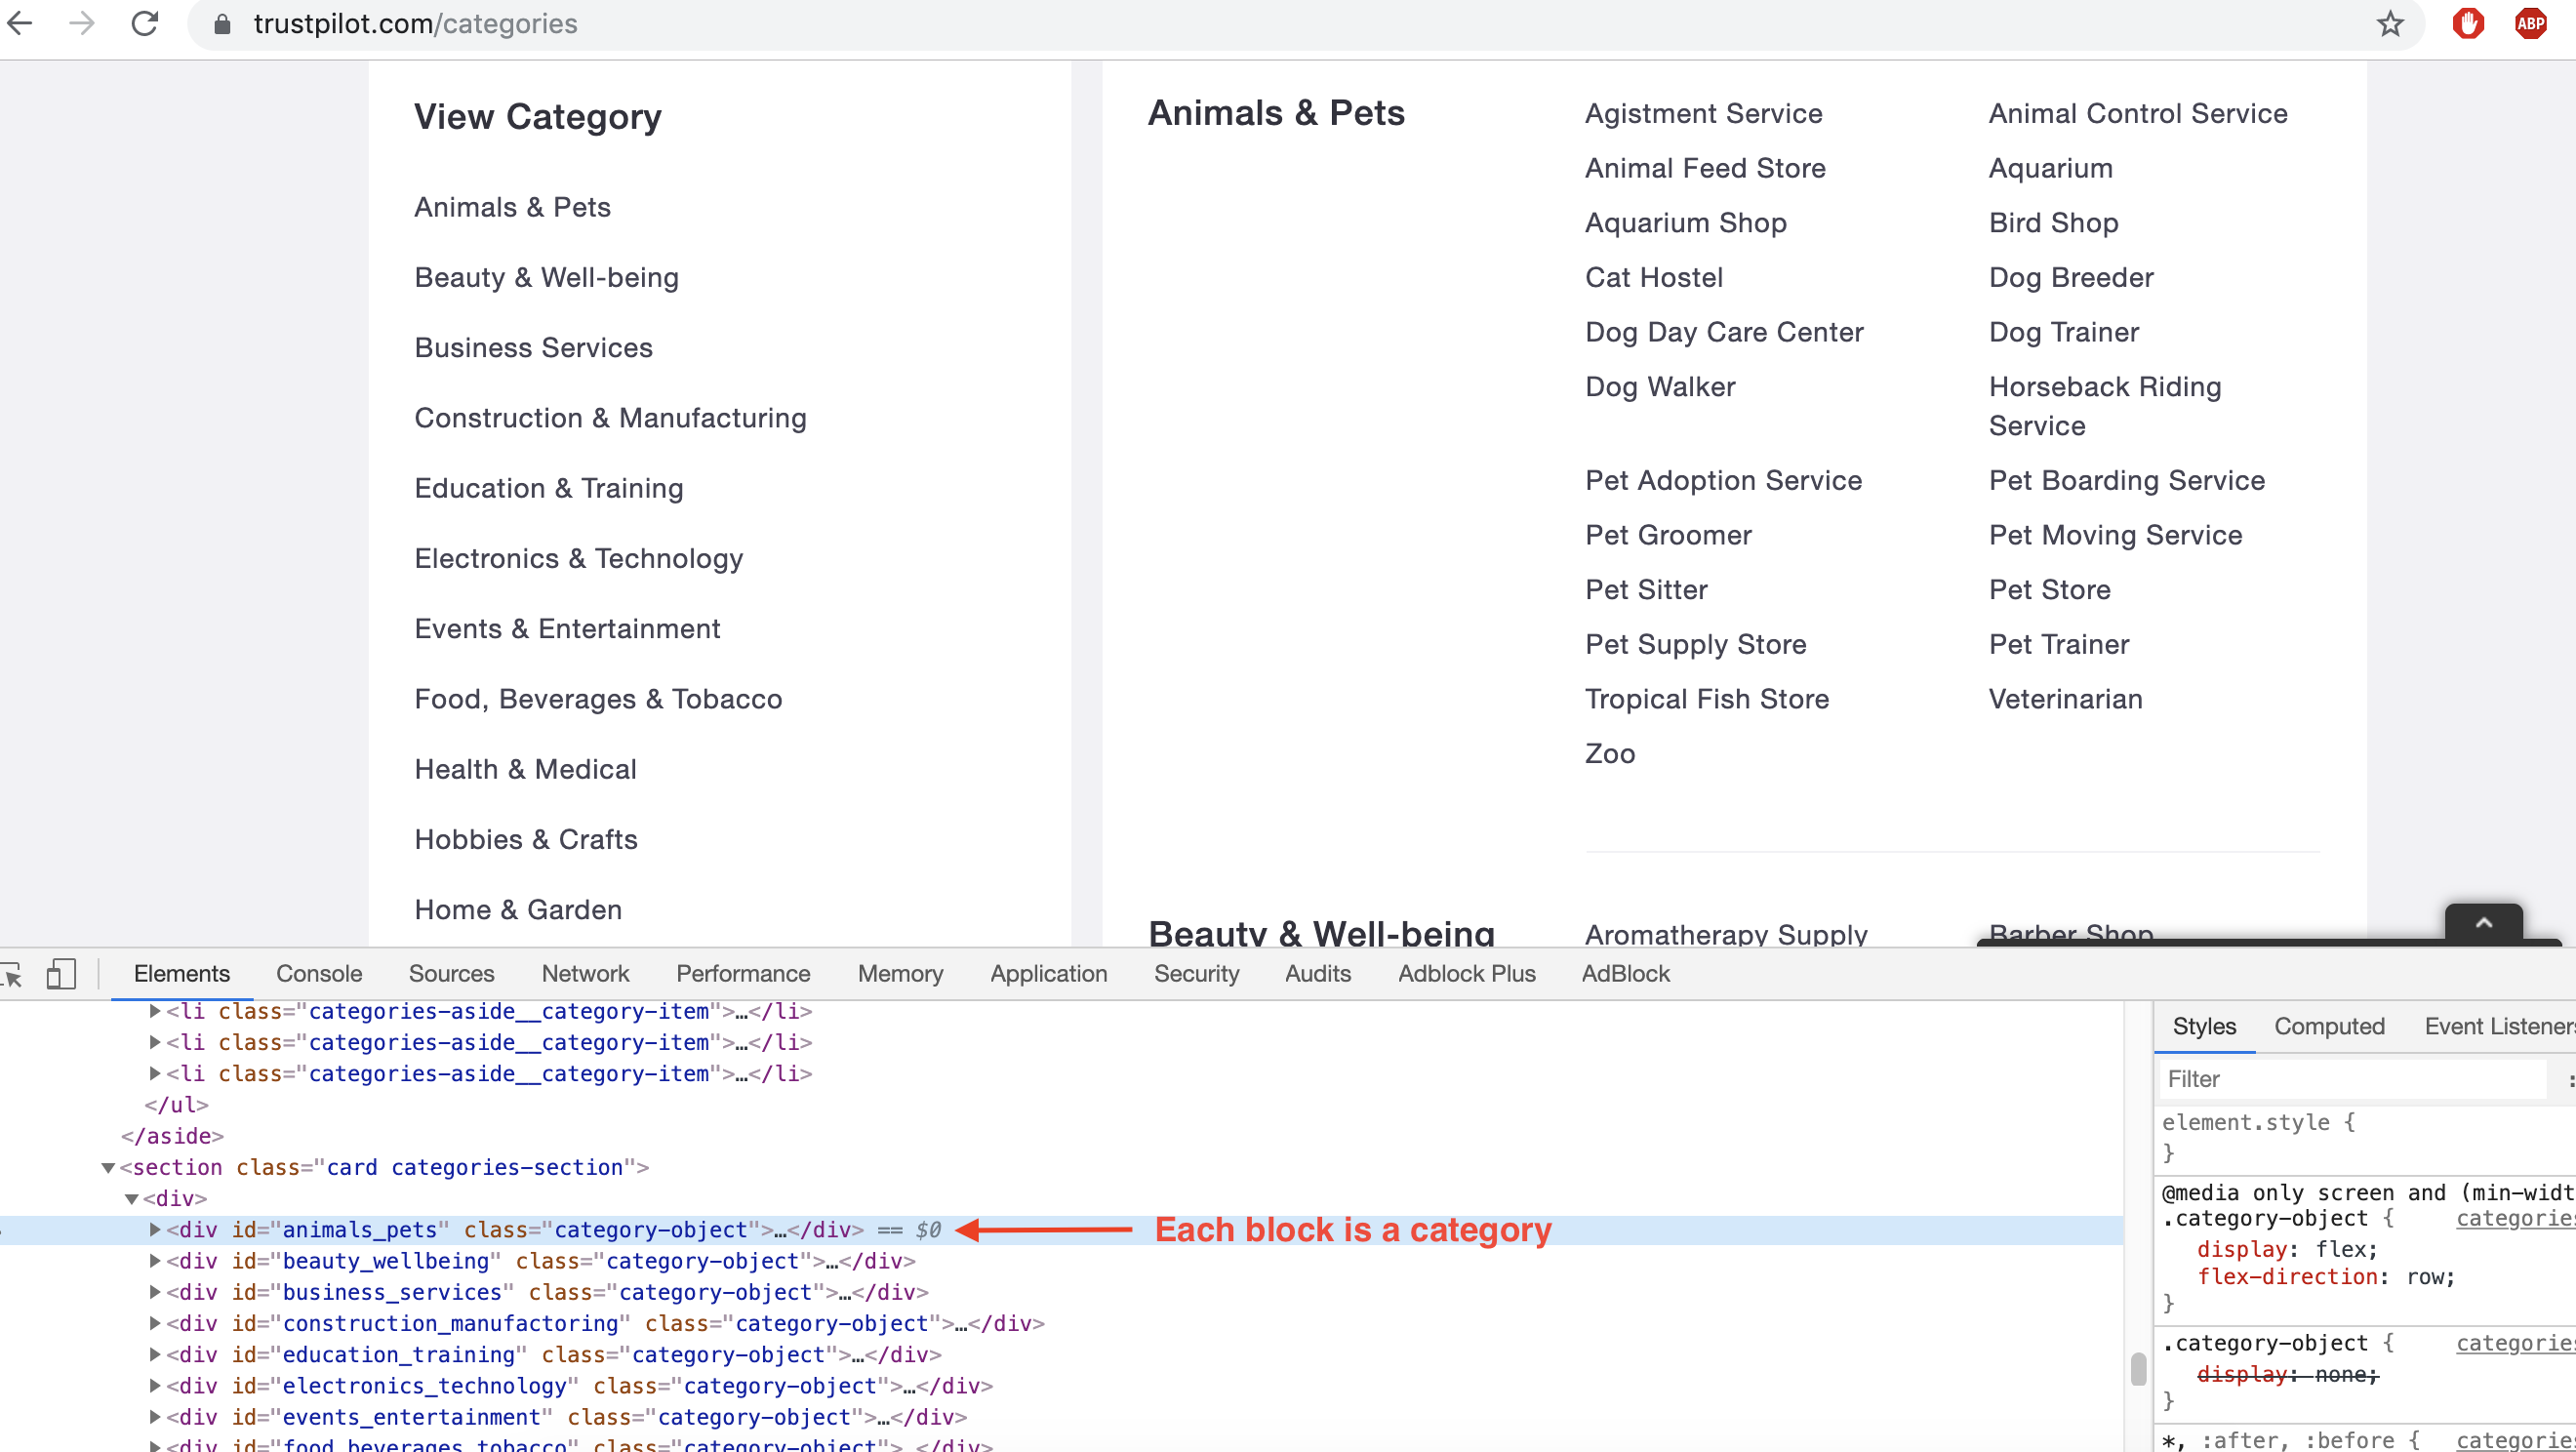 trustpilot.com/categories
ABP
View Category
Animals & Pets
Beauty & Well-being
Business Services
Construction & Manufacturing
Education & Training
Electronics & Technology
Events & Entertainment
Food, Beverages & Tobacco
Health & Medical
Hobbies & Crafts
Home & Garden
Animals & Pets
Agistment Service
Animal Control Service
Animal Feed Store
Aquarium
Aquarium Shop
Bird Shop
Cat Hostel
Dog Breeder
Dog Day Care Center
Dog Trainer
Dog Walker
Horseback Riding
Service
Pet Adoption Service
Pet Boarding Service
Pet Groomer
Pet Moving Service
Pet Sitter
Pet Store
Pet Supply Store
Pet Trainer
Tropical Fish Store
Veterinarian
Zoo
Beauty & Well-being
Aromatherapy Supply
Barber Shop
Elements Console Sources Network Performance Memory Application Security Audits Adblock Plus AdBlock
<li class="categories-aside__category-item">…</li>
<li class="categories-aside__category-item">…</li>
<li class="categories-aside__category-item">…</li>
</ul>
</aside>
<section class="card categories-section">
<div>
<div id="animals_pets" class="category-object">…</div> == $0
Each block is a category
<div id="beauty_wellbeing" class="category-object">…</div>
<div id="business_services" class="category-object">…</div>
<div id="construction_manufactoring" class="category-object">…</div>
<div id="education_training" class="category-object">…</div>
<div id="electronics_technology" class="category-object">…</div>
<div id="events_entertainment" class="category-object">…</div>
<div id="food_beverages_tobacco" class="category-object">…</div>
Styles Computed Event Listeners
Filter
element.style {
}
@media only screen and (min-widt
.category-object { categories
display: flex;
flex-direction: row;
}
.category-object { categories
display: none;
}
*, :after, :before { categories